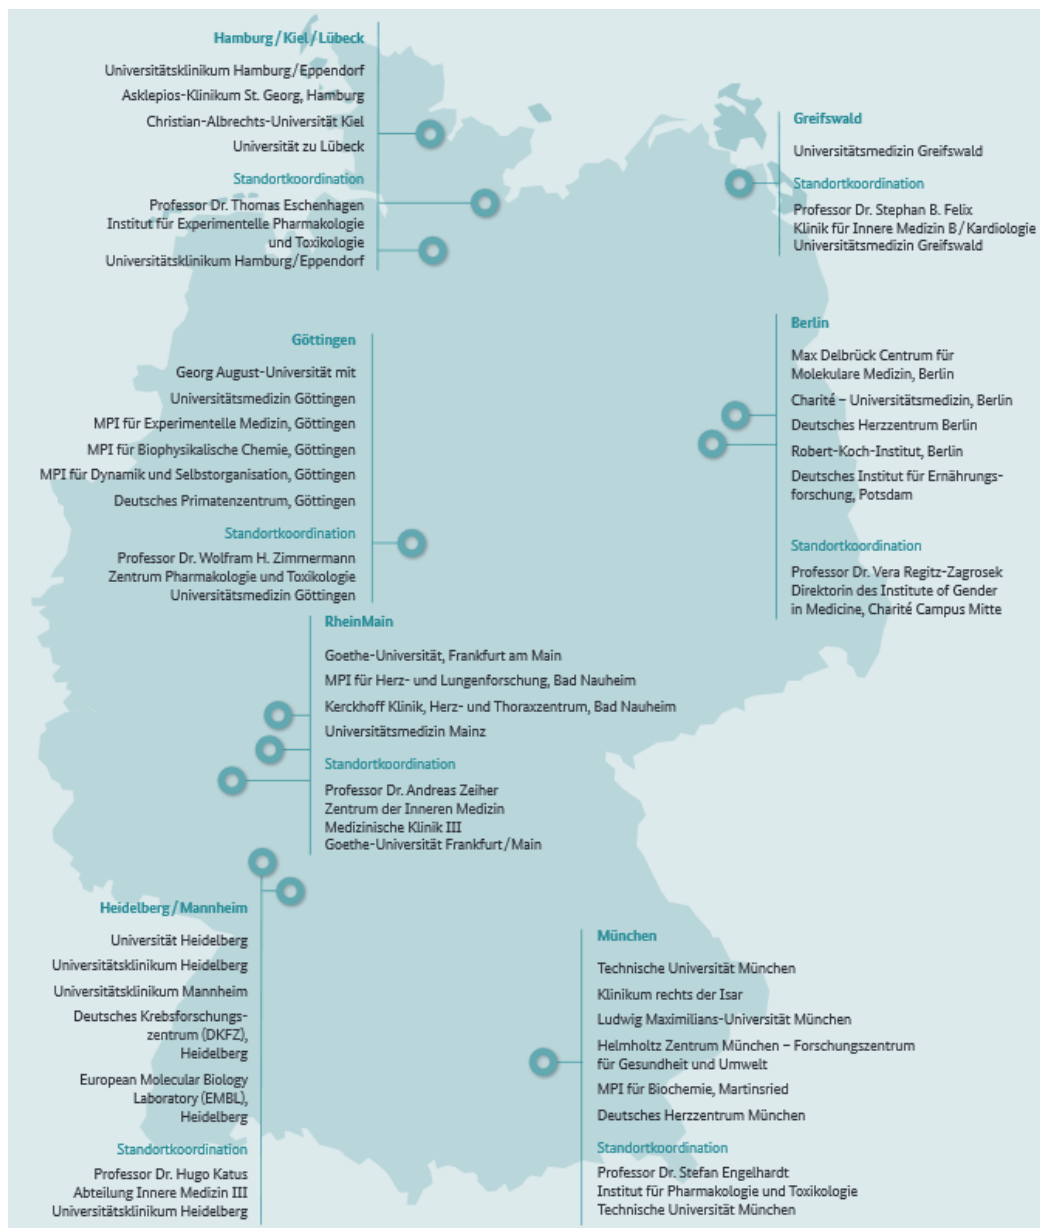 Hamburg/Kiel/Lübeck
Universitätsklinikum Hamburg/Eppendorf
Asklepios-Klinikum St. Georg, Hamburg
Christian-Albrechts-Universität Kiel
Universität zu Lübeck
Standortkoordination
Professor Dr. Thomas Eschenhagen
Institut für Experimentelle Pharmakologie
und Toxikologie
Universitätsklinikum Hamburg/Eppendorf
Greifswald
Universitätsmedizin Greifswald
Standortkoordination
Professor Dr. Stephan B. Felix
Klinik für Innere Medizin B/Kardiologie
Universitätsmedizin Greifswald
Göttingen
Georg August-Universität mit
Universitätsmedizin Göttingen
MPI für Experimentelle Medizin, Göttingen
MPI für Biophysikalische Chemie, Göttingen
MPI für Dynamik und Selbstorganisation, Göttingen
Deutsches Primatenzentrum, Göttingen
Standortkoordination
Professor Dr. Wolfram H. Zimmermann
Zentrum Pharmakologie und Toxikologie
Universitätsmedizin Göttingen
Berlin
Max Delbrück Centrum für
Molekulare Medizin, Berlin
Charité – Universitätsmedizin, Berlin
Deutsches Herzzentrum Berlin
Robert-Koch-Institut, Berlin
Deutsches Institut für Ernährungs-
forschung, Potsdam
Standortkoordination
Professor Dr. Vera Regitz-Zagrosek
Direktorin des Institute of Gender
in Medicine, Charité Campus Mitte
RheinMain
Goethe-Universität, Frankfurt am Main
MPI für Herz- und Lungenforschung, Bad Nauheim
Kerckhoff Klinik, Herz- und Thoraxzentrum, Bad Nauheim
Universitätsmedizin Mainz
Standortkoordination
Professor Dr. Andreas Zeiher
Zentrum der Inneren Medizin
Medizinische Klinik III
Goethe-Universität Frankfurt/Main
Heidelberg/Mannheim
Universität Heidelberg
Universitätsklinikum Heidelberg
Universitätsklinikum Mannheim
Deutsches Krebsforschungs-
zentrum (DKFZ),
Heidelberg
European Molecular Biology
Laboratory (EMBL),
Heidelberg
Standortkoordination
Professor Dr. Hugo Katus
Abteilung Innere Medizin III
Universitätsklinikum Heidelberg
München
Technische Universität München
Klinikum rechts der Isar
Ludwig Maximilians-Universität München
Helmholtz Zentrum München – Forschungszentrum
für Gesundheit und Umwelt
MPI für Biochemie, Martinsried
Deutsches Herzzentrum München
Standortkoordination
Professor Dr. Stefan Engelhardt
Institut für Pharmakologie und Toxikologie
Technische Universität München